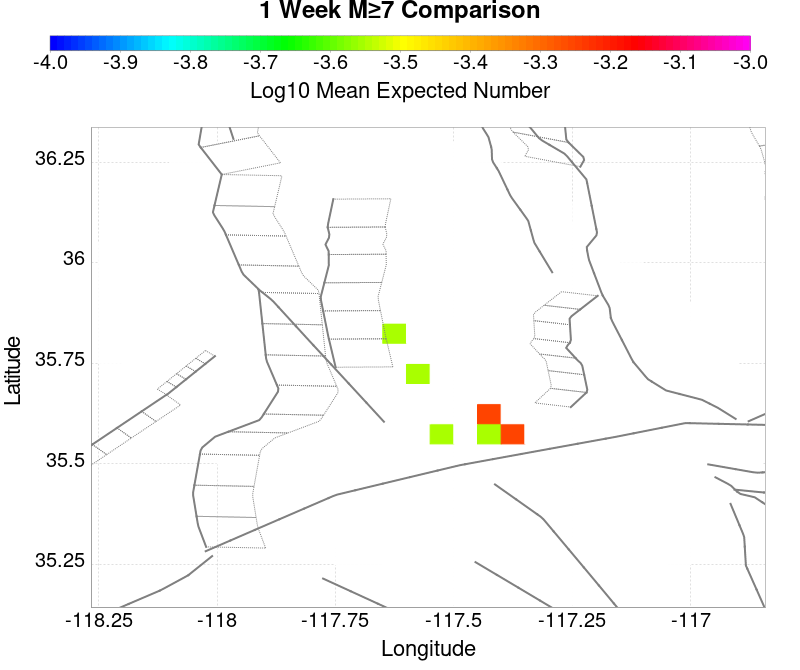 1 Week M≥7 Comparison
-4.0 -3.9 -3.8 -3.7 -3.6 -3.5 -3.4 -3.3 -3.2 -3.1 -3.0
Log10 Mean Expected Number
36.25
36
35.75
35.5
35.25
Latitude
-118.25 -118 -117.75 -117.5 -117.25 -117
Longitude